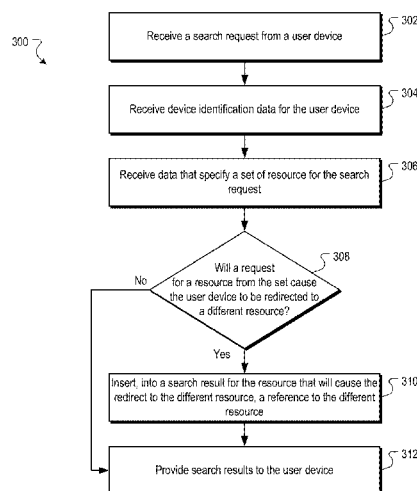 300
Receive a search request from a user device
302
Receive device identification data for the user device
304
Receive data that specify a set of resource for the search
request
306
Will a request
for a resource from the set cause
the user device to be redirected to
a different resource?
308
No
Yes
Insert, into a search result for the resource that will cause the
redirect to the different resource, a reference to the different
resource
310
Provide search results to the user device
312